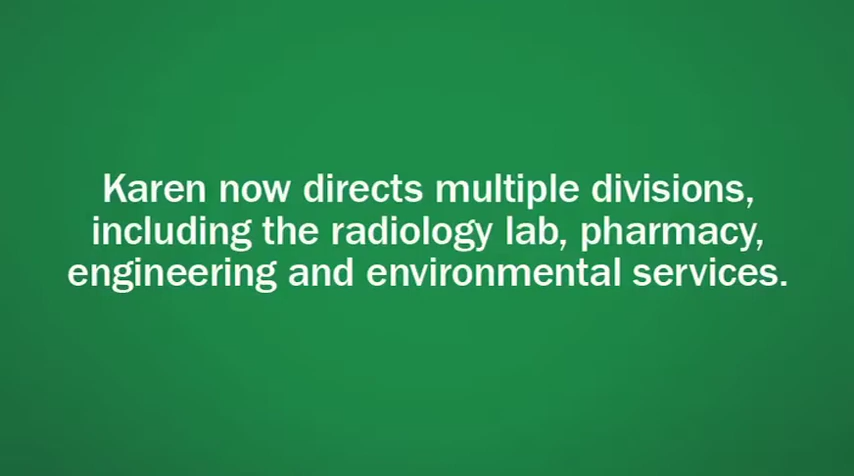 Karen now directs multiple divisions,
including the radiology lab, pharmacy,
engineering and environmental services.